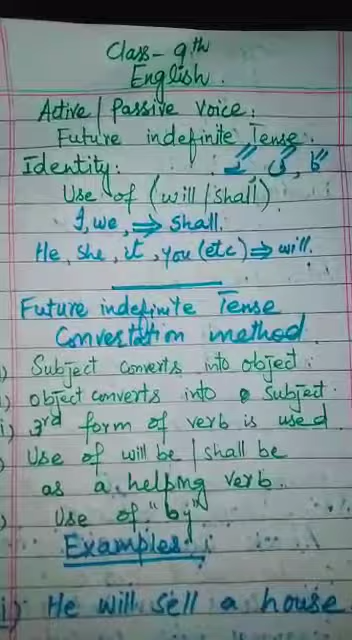 Class - 9th
English.
Active / Passive voice.
Future indefinite Tense.
Identity:
Use of (will / shall)
I, we, ⇒ Shall.
He, she, it, you (etc) ⇒ will.
Future indefinite Tense
Converstation method
) Subject converts into object:
) object converts into Subject.
i) 3rd form of verb is used
) Use of will be / shall be
as a helping verb.
) Use of "by"
Examples:
i) He will sell a house